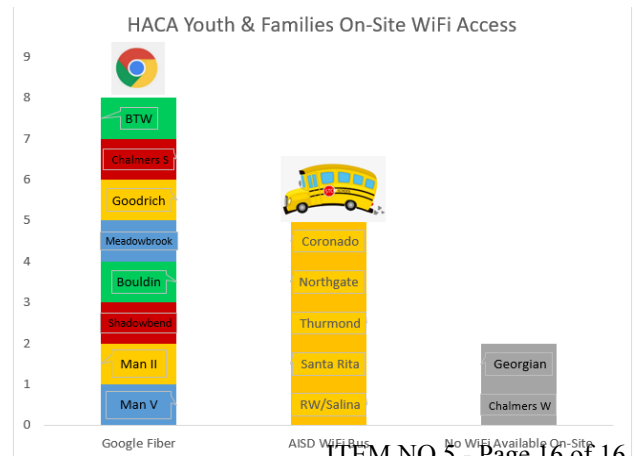 HACA Youth & Families On-Site WiFi Access
9
8
7
6
5
4
3
2
1
0
BTW
Chalmers S
Goodrich
Meadowbrook
Bouldin
Shadowbend
Man II
Man V
Coronado
Northgate
Thurmond
Santa Rita
RW/Salina
Georgian
Chalmers W
Google Fiber
AISD WiFi Bus
No WiFi Available On-Site
ITEM NO.5 - Page 16 of 16